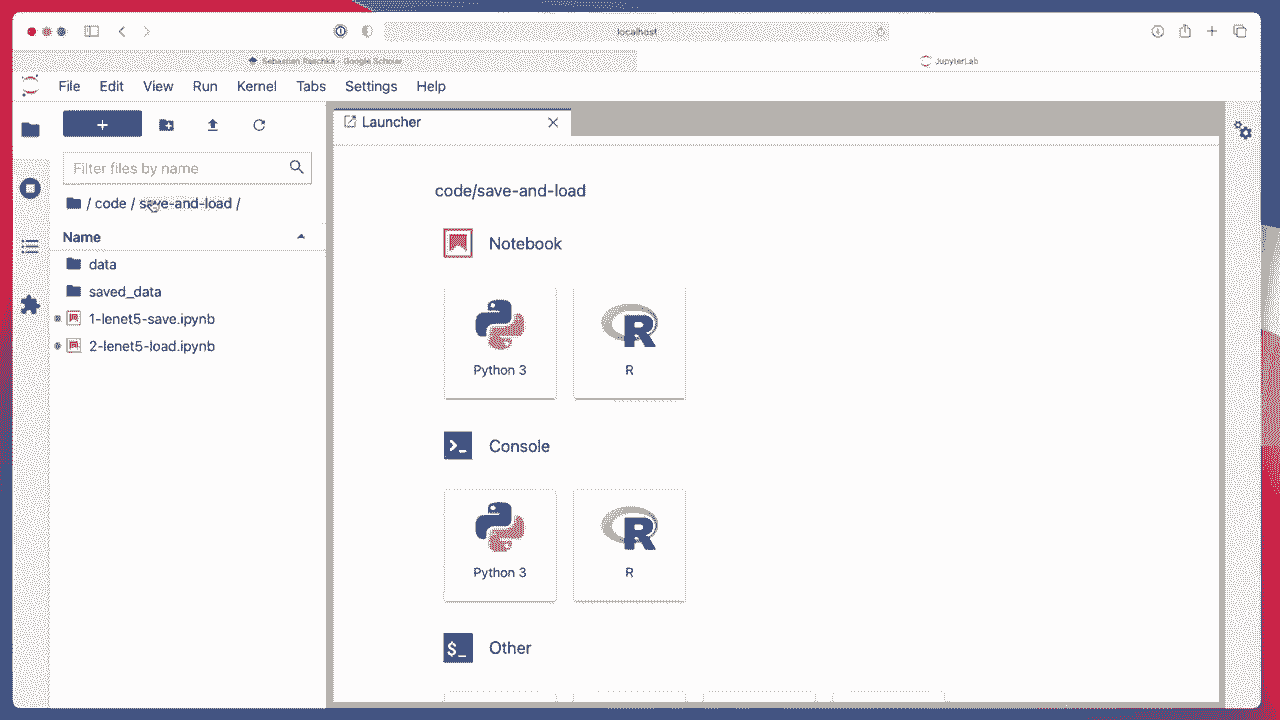 localhost
Sebastian Raschka - Google Scholar
JupyterLab
File Edit View Run Kernel Tabs Settings Help
+
Launcher
Filter files by name
/ code / save-and-load /
code/save-and-load
Name
Notebook
data
saved_data
1-lenet5-save.ipynb
2-lenet5-load.ipynb
Python 3
R
Console
Python 3
R
$_ Other